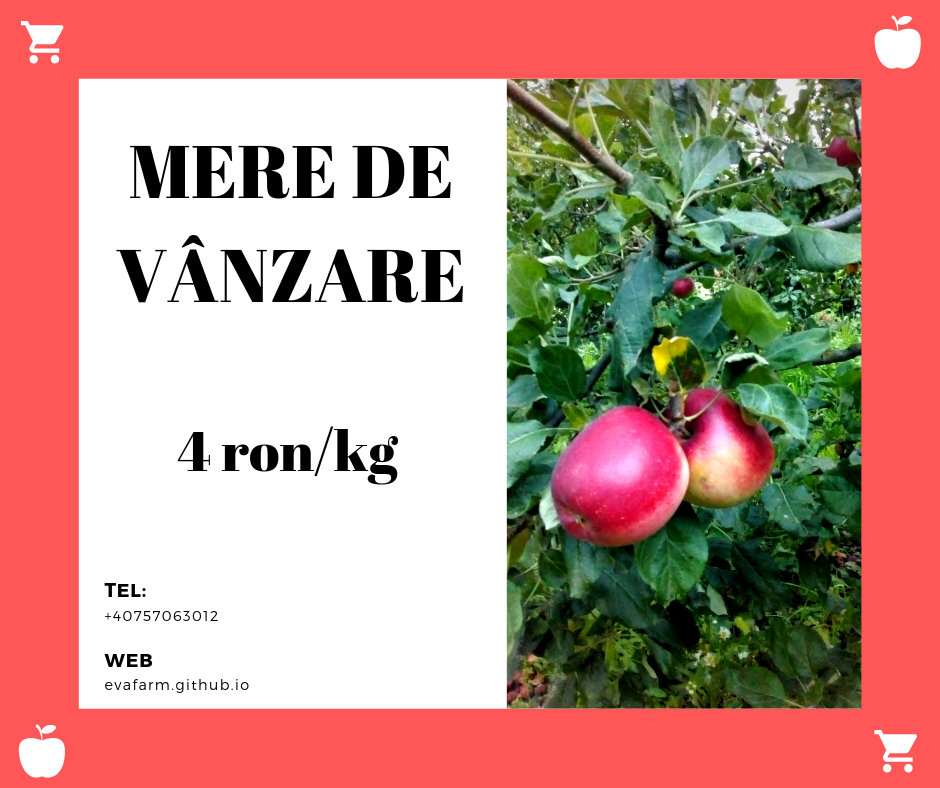 MERE DE
VÂNZARE
4 ron/kg
TEL:
+40757063012
WEB
evafarm.github.io